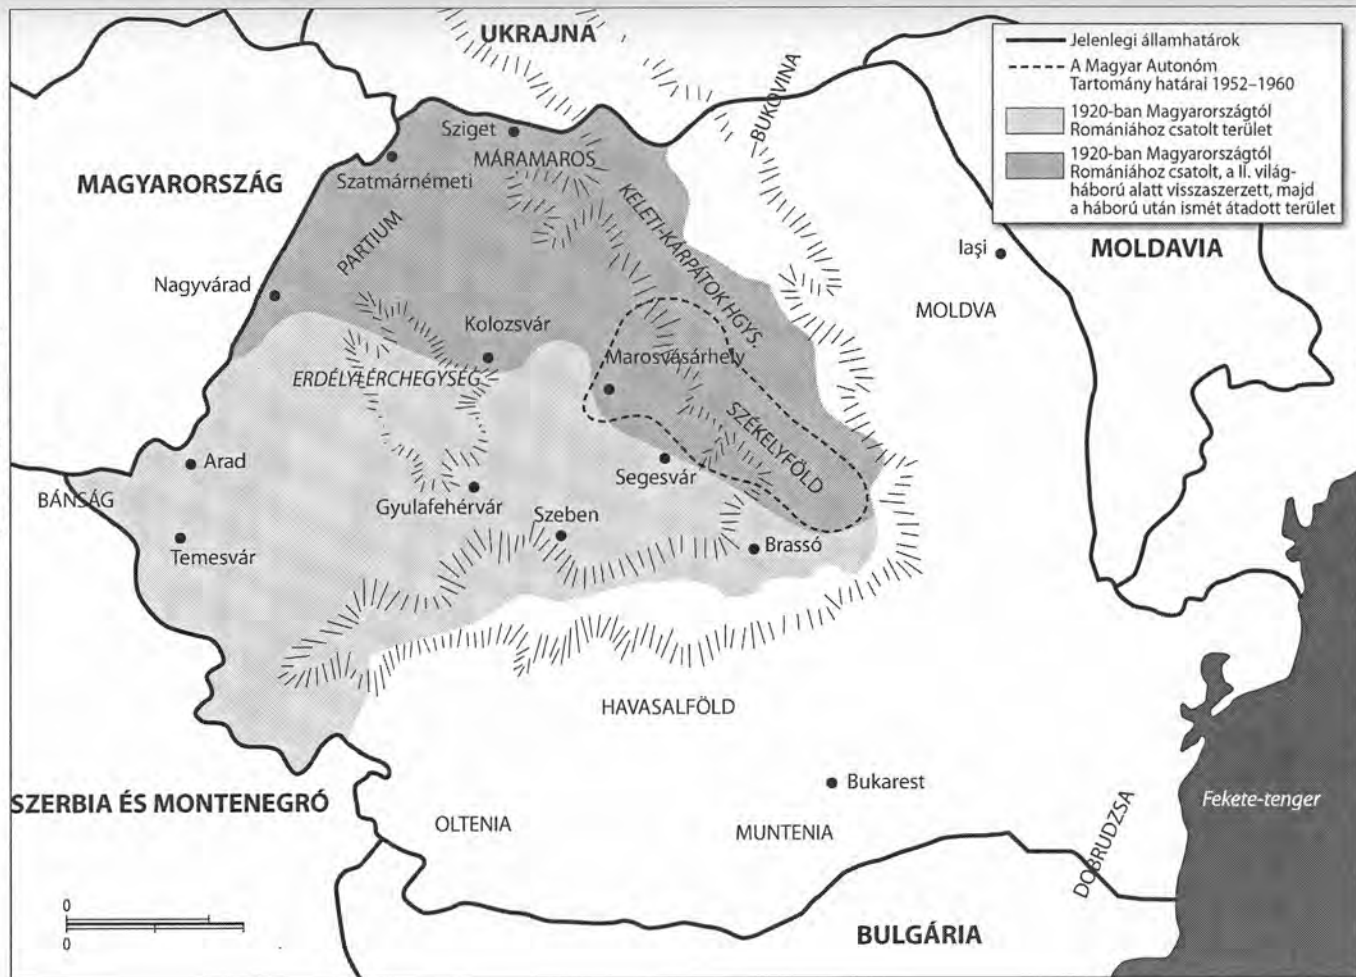 UKRAJNA
Jelenlegi államhatárok
A Magyar Autonóm
Tartomány határai 1952–1960
1920-ban Magyarországtól
Romániához csatolt terület
1920-ban Magyarországtól
Romániához csatolt, a II. világ-
háború alatt visszaszerzett, majd
a háború után ismét átadott terület
BUKOVINA
Sziget
MÁRAMAROS
Szatmárnémeti
MAGYARORSZÁG
PARTIUM
KELETI-KÁRPÁTOK HGYS.
Iaşi
MOLDAVIA
Nagyvárad
MOLDVA
Kolozsvár
Marosvásárhely
ERDÉLYI-ÉRCHEGYSÉG
SZÉKELYFÖLD
Arad
Segesvár
BÁNSÁG
Gyulafehérvár
Szeben
Temesvár
Brassó
HAVASALFÖLD
Bukarest
SZERBIA ÉS MONTENEGRÓ
Fekete-tenger
OLTENIA
MUNTENIA
DOBRUDZSA
0
0
BULGÁRIA